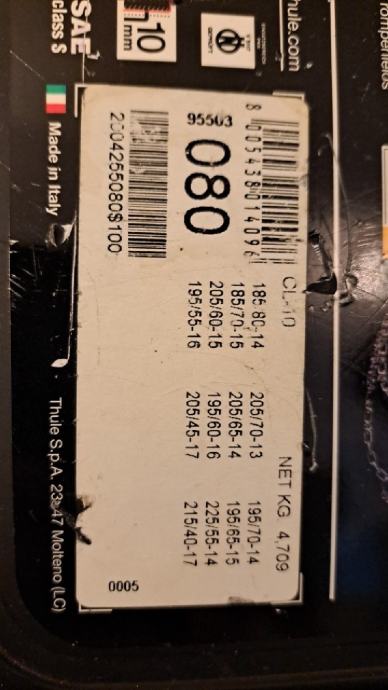 rompeneios
hule.com
SAE
class S
10
mm
Made in Italy
8 005438 014096
95503
080
2504255080$100
CL-10
NET KG 4,709
185 80-14 205/70-13 195/70-14
185/70-15 205/65-14 195/65-15
205/60-15 195/60-16 225/55-14
195/55-16 205/45-17 215/40-17
0005
Thule S.p.A. 23847 Molteno (LC)